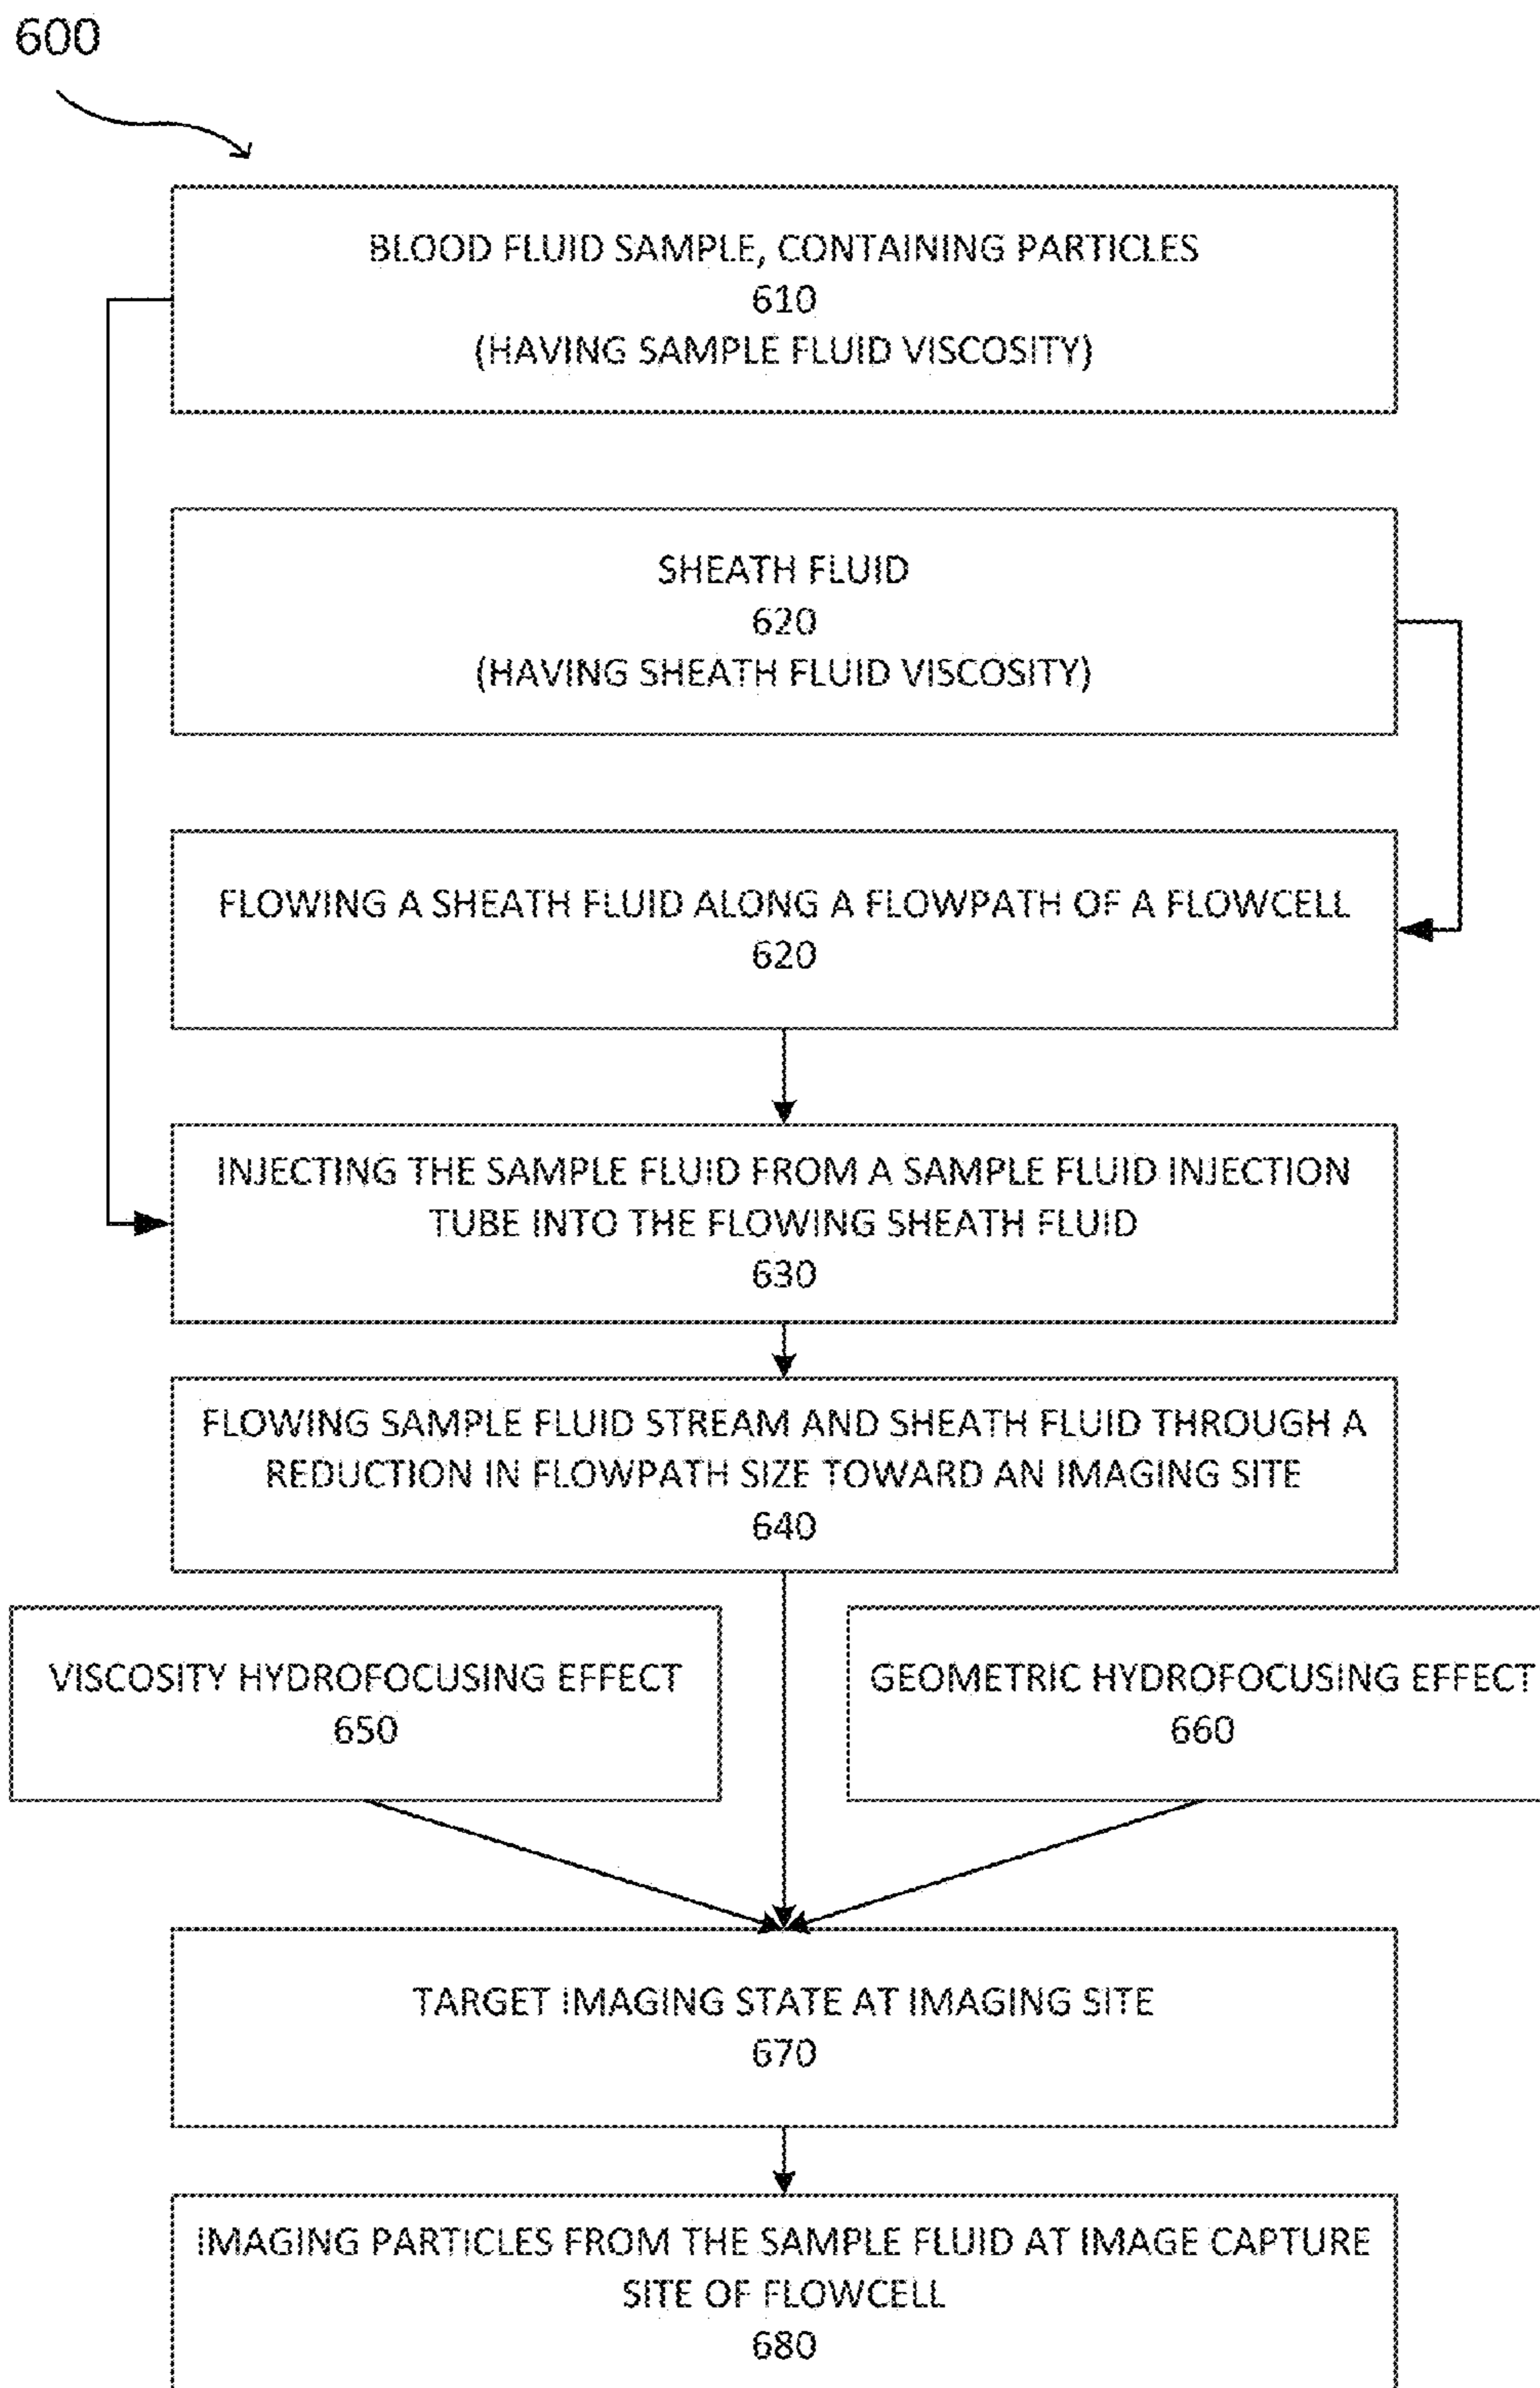 600
BLOOD FLUID SAMPLE, CONTAINING PARTICLES
610
(HAVING SAMPLE FLUID VISCOSITY)
SHEATH FLUID
620
(HAVING SHEATH FLUID VISCOSITY)
FLOWING A SHEATH FLUID ALONG A FLOWPATH OF A FLOWCELL
620
INJECTING THE SAMPLE FLUID FROM A SAMPLE FLUID INJECTION
TUBE INTO THE FLOWING SHEATH FLUID
630
FLOWING SAMPLE FLUID STREAM AND SHEATH FLUID THROUGH A
REDUCTION IN FLOWPATH SIZE TOWARD AN IMAGING SITE
640
VISCOSITY HYDROFOCUSING EFFECT
650
GEOMETRIC HYDROFOCUSING EFFECT
660
TARGET IMAGING STATE AT IMAGING SITE
670
IMAGING PARTICLES FROM THE SAMPLE FLUID AT IMAGE CAPTURE
SITE OF FLOWCELL
680